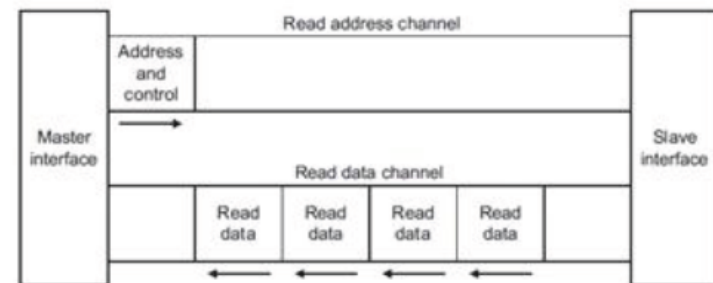 Read address channel
Address
and
control
Master
interface
Slave
interface
Read data channel
Read
data
Read
data
Read
data
Read
data